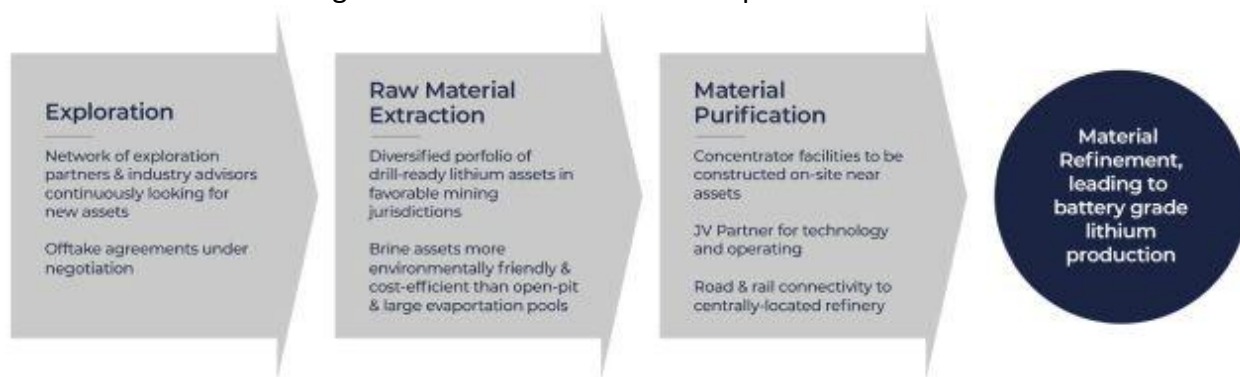 Exploration
Network of exploration
partners & industry advisors
continuously looking for
new assets
Offtake agreements under
negotiation
Raw Material
Extraction
Diversified porfolio of
drill-ready lithium assets in
favorable mining
jurisdictions
Brine assets more
environmentally friendly &
cost-efficient than open-pit
& large evaportation pools
Material
Purification
Concentrator facilities to be
constructed on-site near
assets
JV Partner for technology
and operating
Road & rail connectivity to
centrally-located refinery
Material
Refinement,
leading to
battery grade
lithium
production